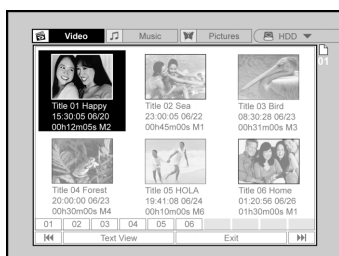 Video Music Pictures HDD
01
Title 01 Happy
15:30:05 06/20
00h12m05s M2
Title 02 Sea
23:00:05 06/22
00h45m00s M1
Title 03 Bird
08:30:28 06/23
00h31m00s M3
Title 04 Forest
20:00:00 06/23
00h30m00s M4
Title 05 HOLA
19:41:08 06/24
00h10m00s M6
Title 06 Home
01:20:56 06/26
01h30m00s M1
01 02 03 04 05 06
Text View Exit